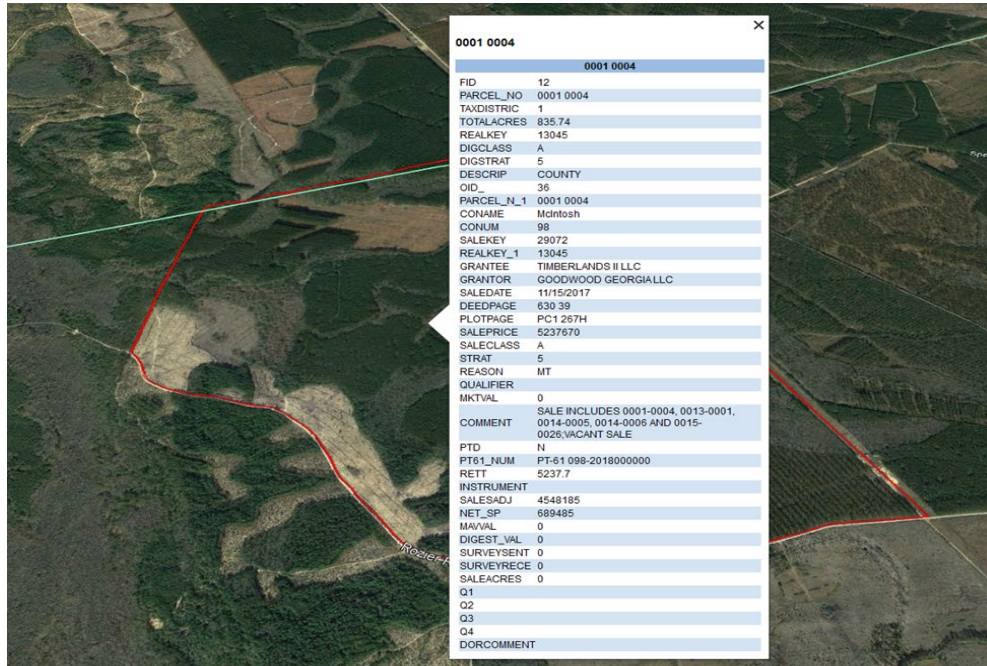 0001 0004
0001 0004
FID 12
PARCEL_NO 0001 0004
TAXDISTRIC 1
TOTALACRES 835.74
REALKEY 13045
DIGCLASS A
DIGSTRAT 5
DESCRIP COUNTY
OID_ 36
PARCEL_N_1 0001 0004
CONAME McIntosh
CONUM 98
SALEKEY 29072
REALKEY_1 13045
GRANTEE TIMBERLANDS II LLC
GRANTOR GOODWOOD GEORGIA LLC
SALEDATE 11/15/2017
DEEDPAGE 630 39
PLOTPAGE PC1 267H
SALEPRICE 5237670
SALECLASS A
STRAT 5
REASON MT
QUALIFIER
MKTVAL 0
COMMENT SALE INCLUDES 0001-0004, 0013-0001,
0014-0005, 0014-0006 AND 0015-
0026;VACANT SALE
PTD N
PT61_NUM PT-61 098-2018000000
RETT 5237.7
INSTRUMENT
SALESADJ 4548185
NET_SP 689485
MAVVAL 0
DIGEST_VAL 0
SURVEYSENT 0
SURVEYRECE 0
SALEACRES 0
Q1
Q2
Q3
Q4
DORCOMMENT
Rozier